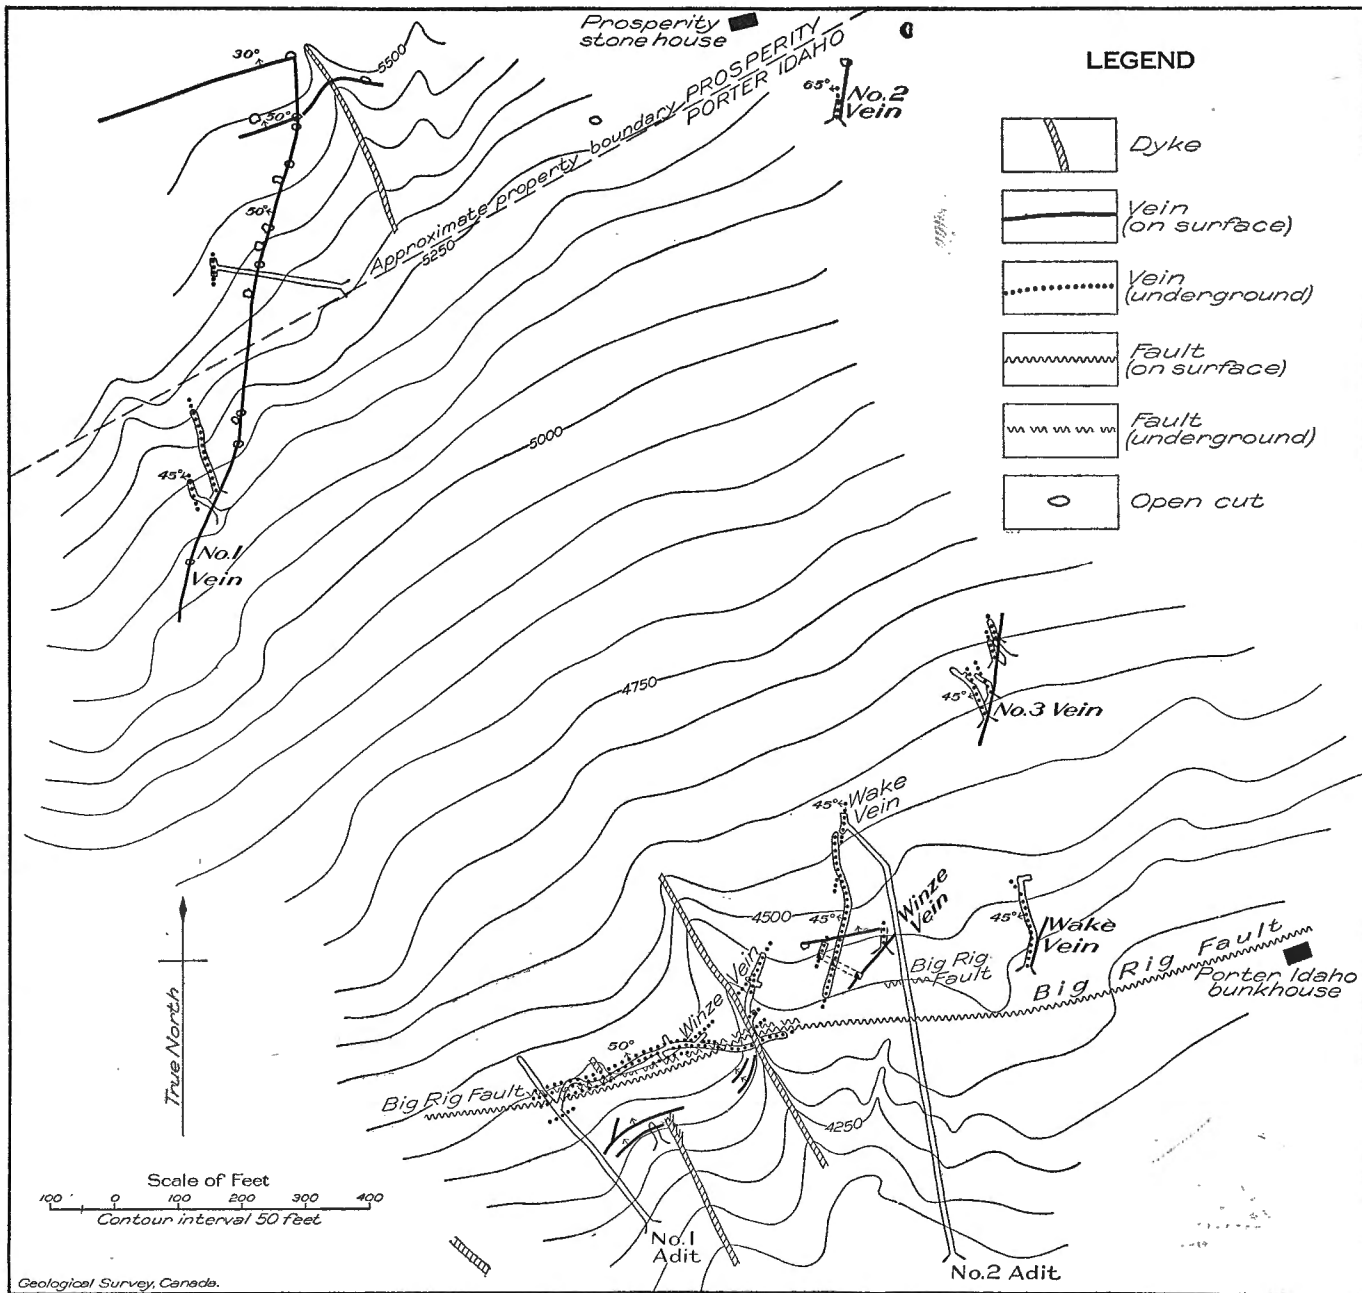 Prosperity
stone house
PROSPERITY
PORTER IDAHO
Approximate property boundary
LEGEND
Dyke
Vein
(on surface)
Vein
(underground)
Fault
(on surface)
Fault
(underground)
Open cut
30°
5500
50°
50°
65°
No.2
Vein
5250
5000
45°
No.1
Vein
4750
45°
No.3 Vein
45°
Wake
Vein
4500
45°
Winze
Vein
45°
Wake
Vein
Big Rig
Fault
Big Rig Fault
Porter Idaho
bunkhouse
Winze Vein
50°
Big Rig Fault
4250
True North
Scale of Feet
100 0 100 200 300 400
Contour interval 50 feet
No.1
Adit
No.2 Adit
Geological Survey, Canada.